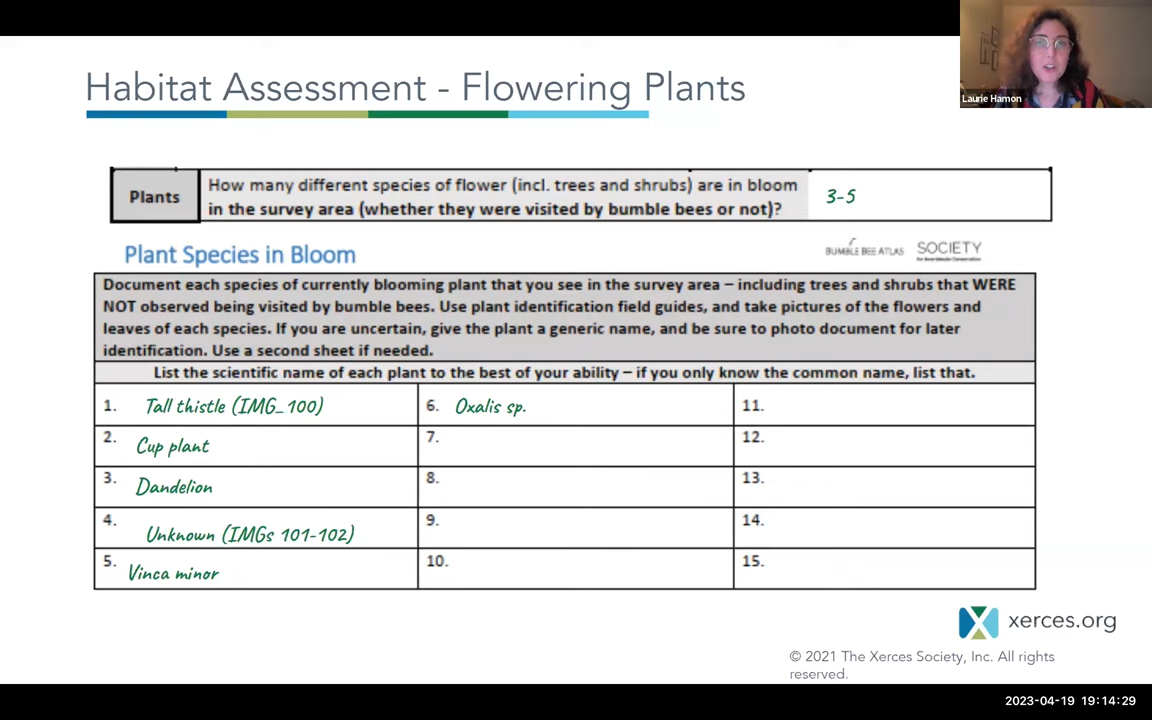 Laurie Hamon
Habitat Assessment - Flowering Plants
Plants
How many different species of flower (incl. trees and shrubs) are in bloom
in the survey area (whether they were visited by bumble bees or not)?
3-5
Plant Species in Bloom
BUMBLE BEE ATLAS
SOCIETY
Document each species of currently blooming plant that you see in the survey area – including trees and shrubs that WERE
NOT observed being visited by bumble bees. Use plant identification field guides, and take pictures of the flowers and
leaves of each species. If you are uncertain, give the plant a generic name, and be sure to photo document for later
identification. Use a second sheet if needed.
List the scientific name of each plant to the best of your ability – if you only know the common name, list that.
1. Tall thistle (IMG_100)
6. Oxalis sp.
11.
2. Cup plant
7.
12.
3. Dandelion
8.
13.
4. Unknown (IMGs 101-102)
9.
14.
5. Vinca minor
10.
15.
xerces.org
© 2021 The Xerces Society, Inc. All rights
reserved.
2023-04-19 19:14:29